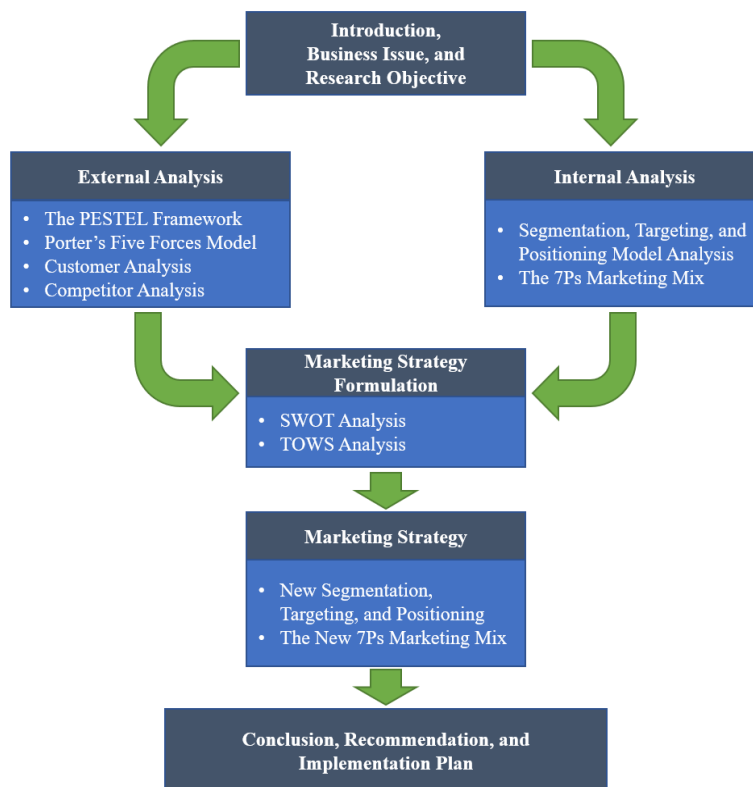 Introduction,
Business Issue, and
Research Objective
External Analysis
• The PESTEL Framework
• Porter's Five Forces Model
• Customer Analysis
• Competitor Analysis
Internal Analysis
• Segmentation, Targeting, and
Positioning Model Analysis
• The 7Ps Marketing Mix
Marketing Strategy
Formulation
• SWOT Analysis
• TOWS Analysis
Marketing Strategy
• New Segmentation,
Targeting, and Positioning
• The New 7Ps Marketing Mix
Conclusion, Recommendation, and
Implementation Plan